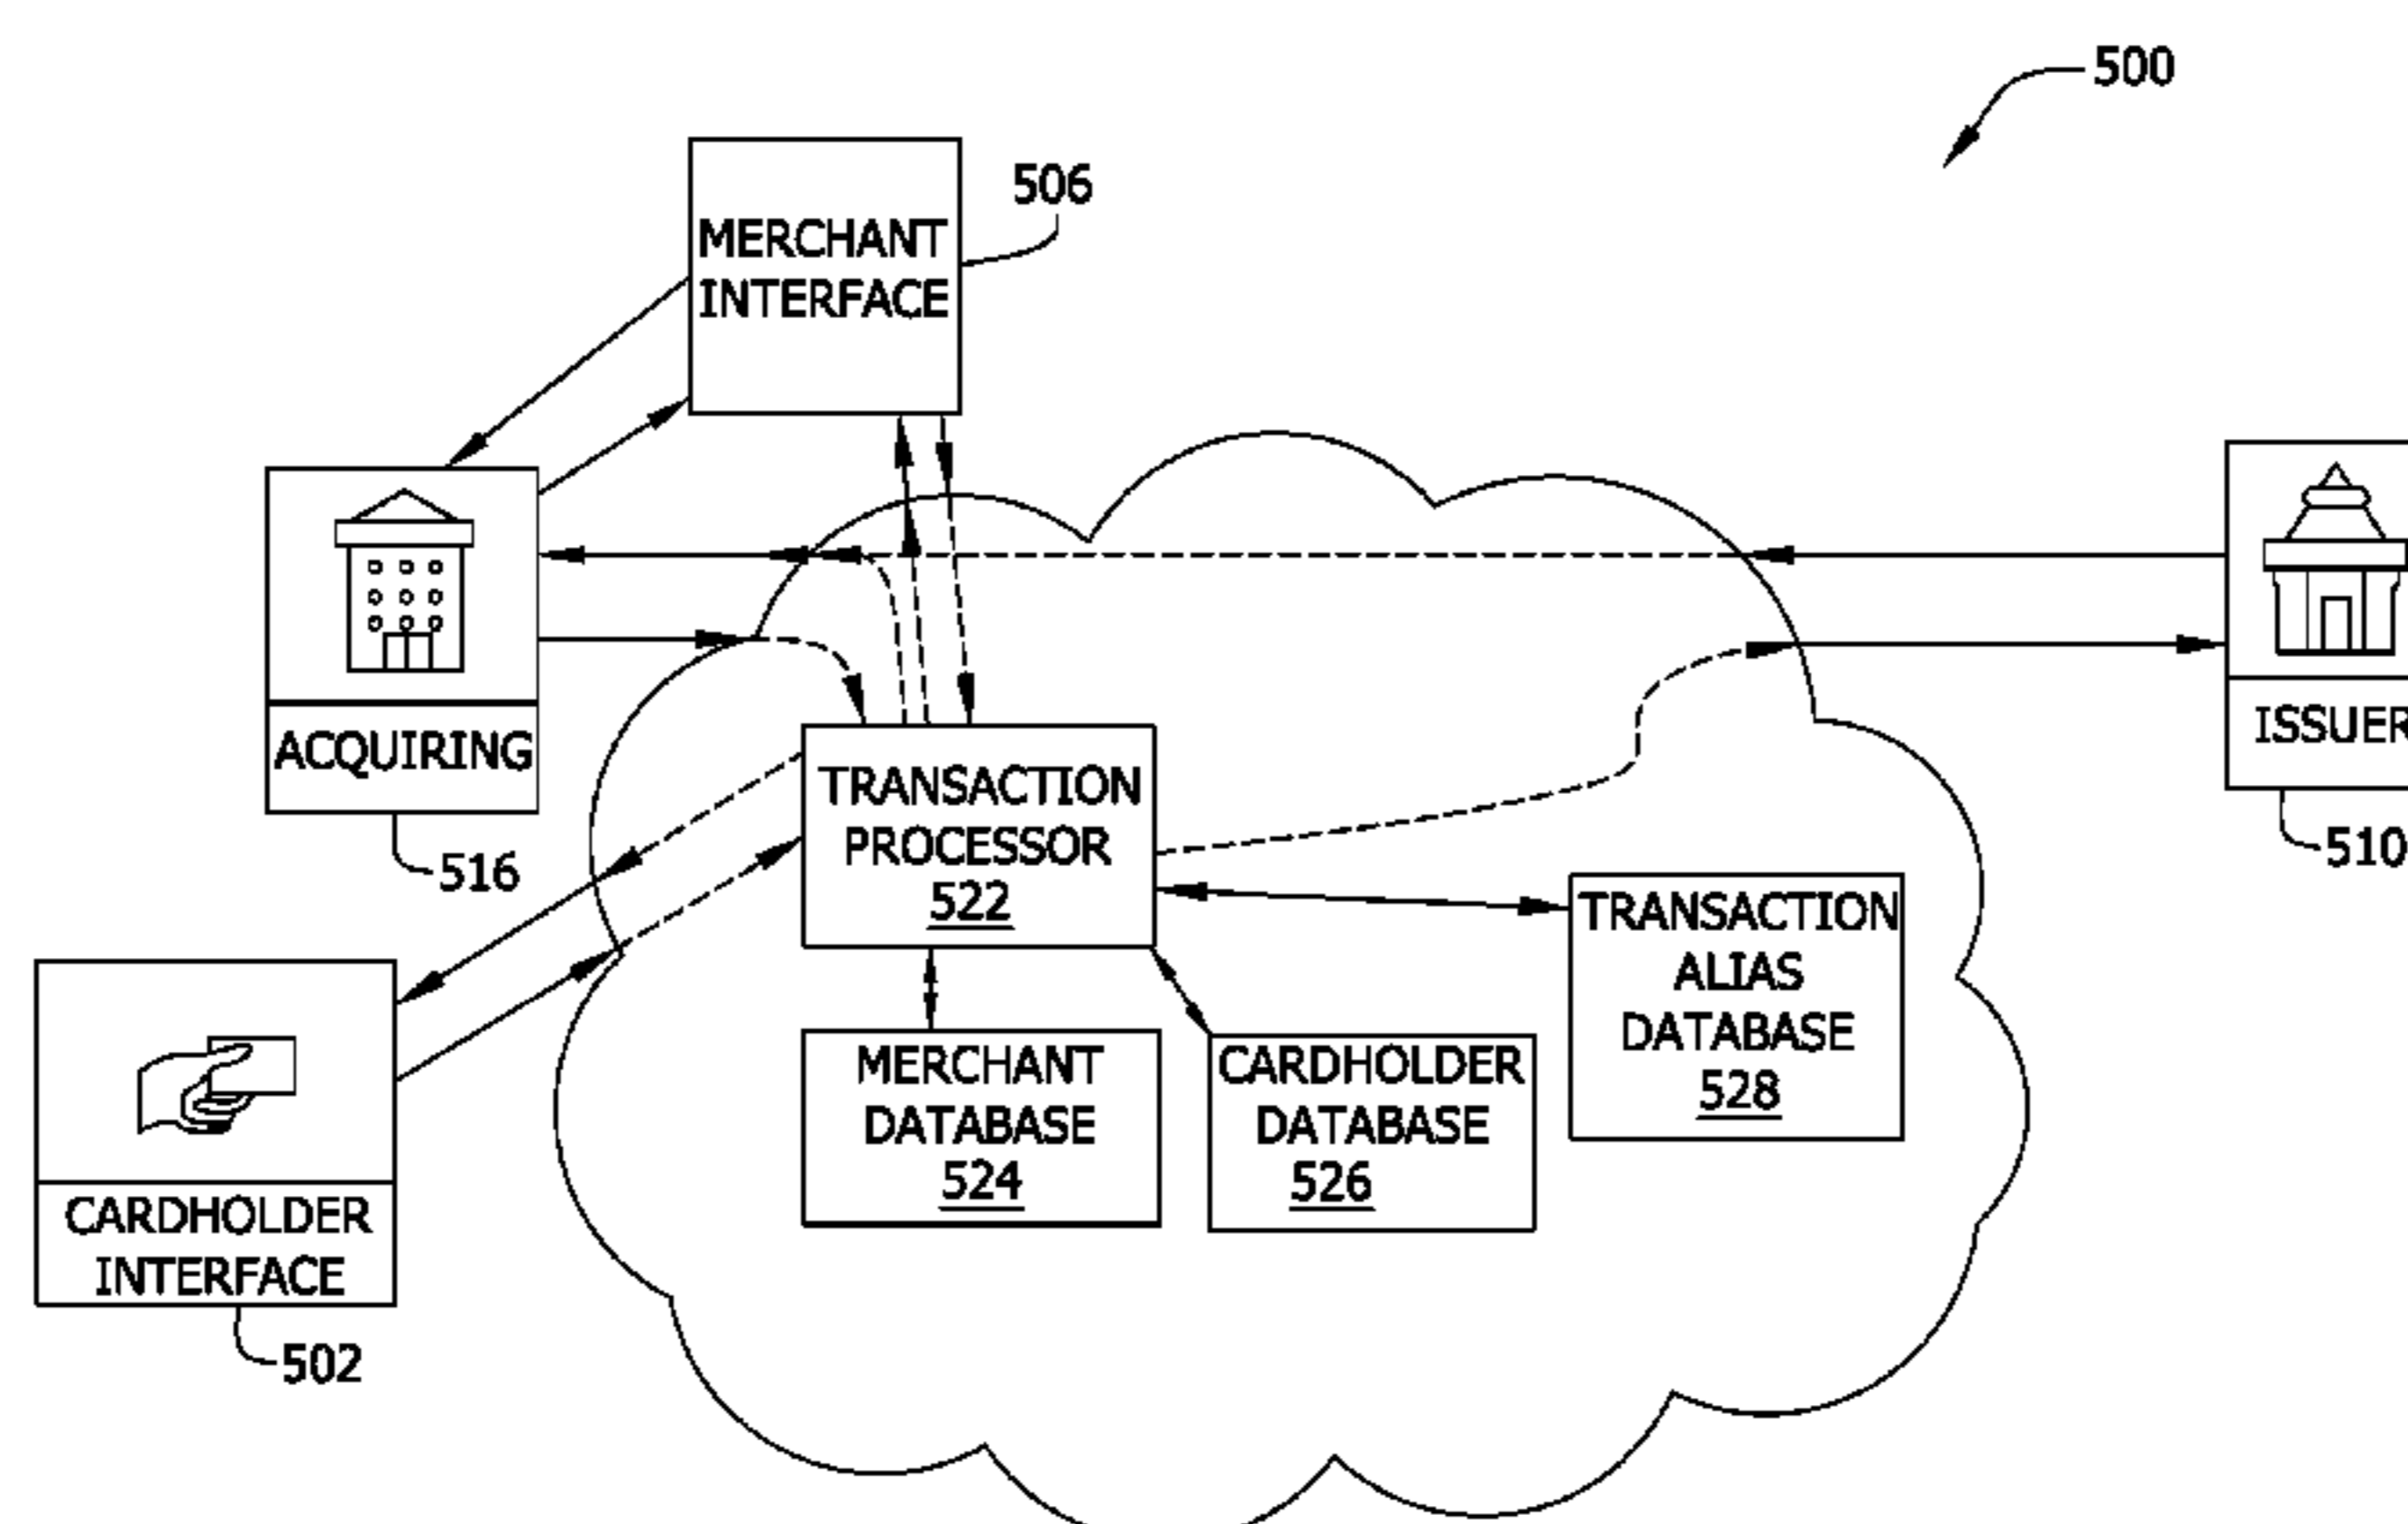 500
506
MERCHANT
INTERFACE
ACQUIRING
516
ISSUER
510
TRANSACTION
PROCESSOR
522
TRANSACTION
ALIAS
DATABASE
528
MERCHANT
DATABASE
524
CARDHOLDER
DATABASE
526
CARDHOLDER
INTERFACE
502